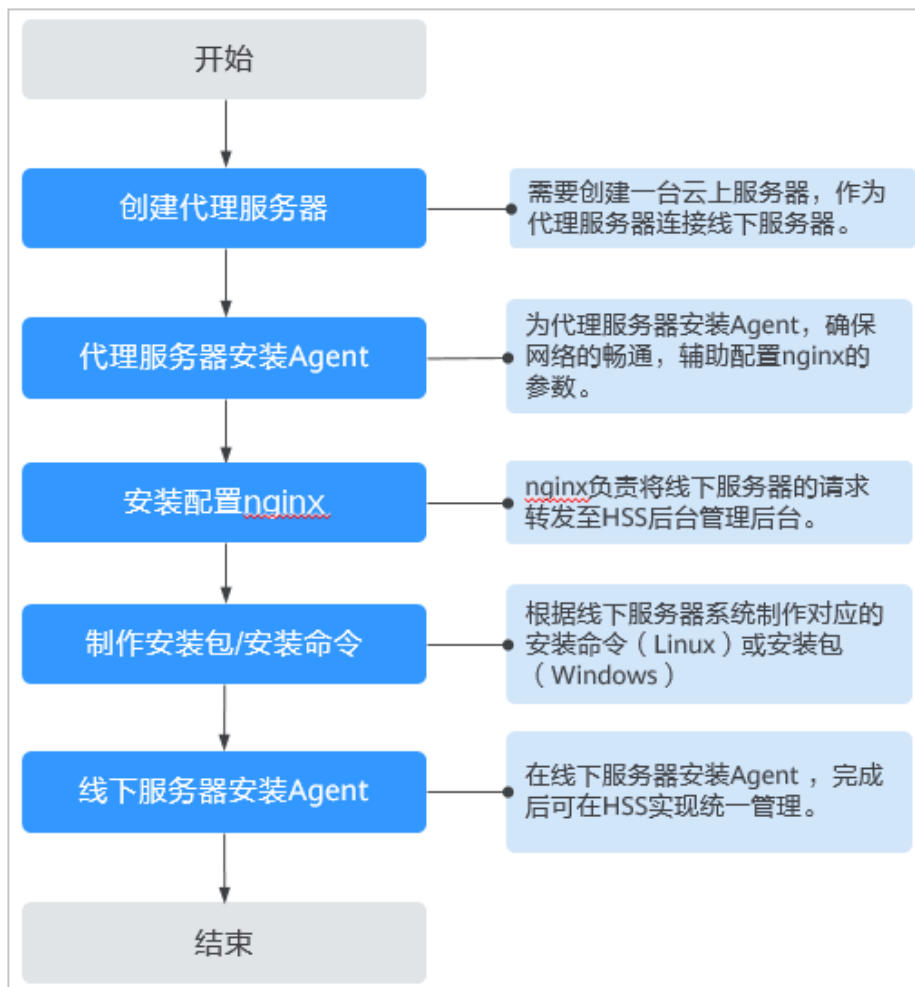 开始
创建代理服务器
需要创建一台云上服务器，作为
代理服务器连接线下服务器。
代理服务器安装Agent
为代理服务器安装Agent，确保
网络的畅通，辅助配置nginx的
参数。
安装配置nginx
nginx负责将线下服务器的请求
转发至HSS后台管理后台。
制作安装包/安装命令
根据线下服务器系统制作对应的
安装命令（Linux）或安装包
（Windows）
线下服务器安装Agent
在线下服务器安装Agent ，完成
后可在HSS实现统一管理。
结束